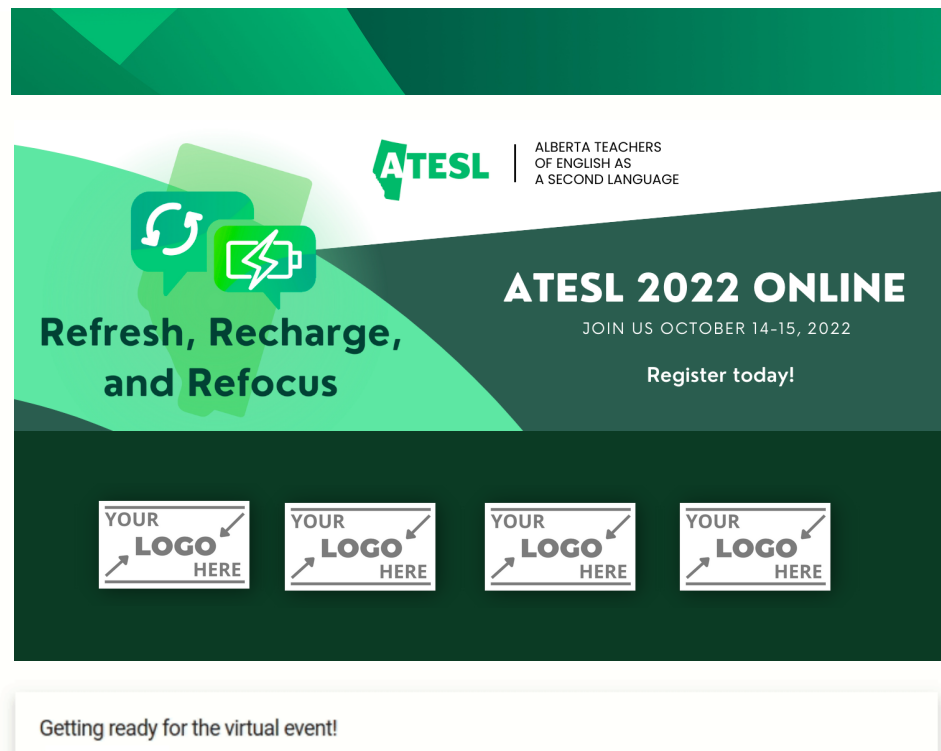 ATESL
ALBERTA TEACHERS
OF ENGLISH AS
A SECOND LANGUAGE
Refresh, Recharge,
and Refocus
ATESL 2022 ONLINE
JOIN US OCTOBER 14-15, 2022
Register today!
YOUR
LOGO
HERE
YOUR
LOGO
HERE
YOUR
LOGO
HERE
YOUR
LOGO
HERE
Getting ready for the virtual event!